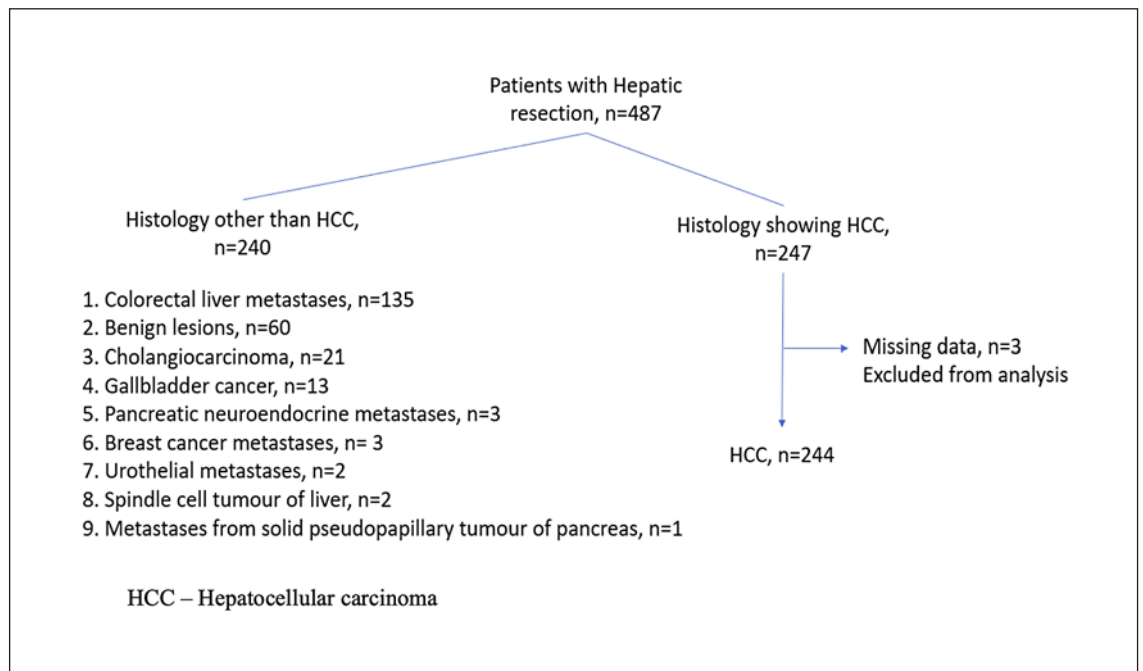 Patients with Hepatic
resection, n=487
Histology other than HCC,
n=240
1. Colorectal liver metastases, n=135
2. Benign lesions, n=60
3. Cholangiocarcinoma, n=21
4. Gallbladder cancer, n=13
5. Pancreatic neuroendocrine metastases, n=3
6. Breast cancer metastases, n= 3
7. Urothelial metastases, n=2
8. Spindle cell tumour of liver, n=2
9. Metastases from solid pseudopapillary tumour of pancreas, n=1
Histology showing HCC,
n=247
Missing data, n=3
Excluded from analysis
HCC, n=244
HCC – Hepatocellular carcinoma